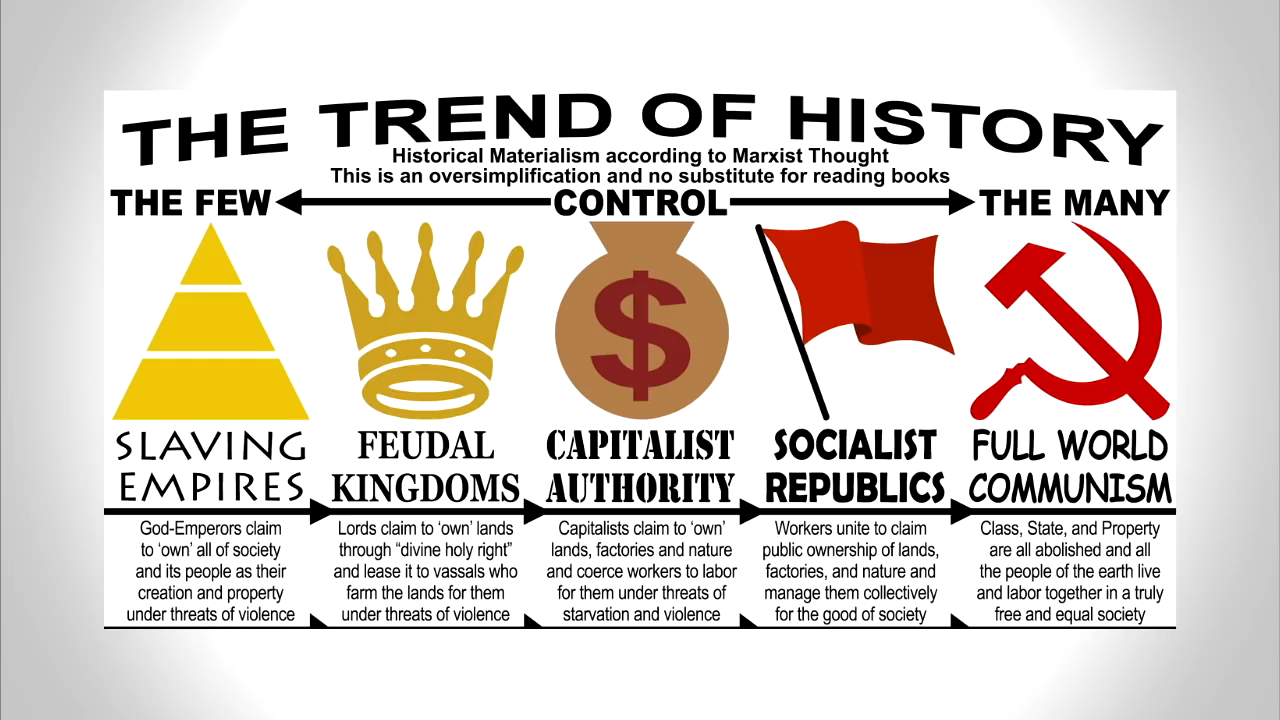 THE TREND OF HISTORY
Historical Materialism according to Marxist Thought
This is an oversimplification and no substitute for reading books
THE FEW CONTROL THE MANY
$
SLAVING
EMPIRES
God-Emperors claim
to ‘own’ all of society
and its people as their
creation and property
under threats of violence
FEUDAL
KINGDOMS
Lords claim to ‘own’ lands
through “divine holy right”
and lease it to vassals who
farm the lands for them
under threats of violence
CAPITALIST
AUTHORITY
Capitalists claim to ‘own’
lands, factories and nature
and coerce workers to labor
for them under threats of
starvation and violence
SOCIALIST
REPUBLICS
Workers unite to claim
public ownership of lands,
factories, and nature and
manage them collectively
for the good of society
FULL WORLD
COMMUNISM
Class, State, and Property
are all abolished and all
the people of the earth live
and labor together in a truly
free and equal society